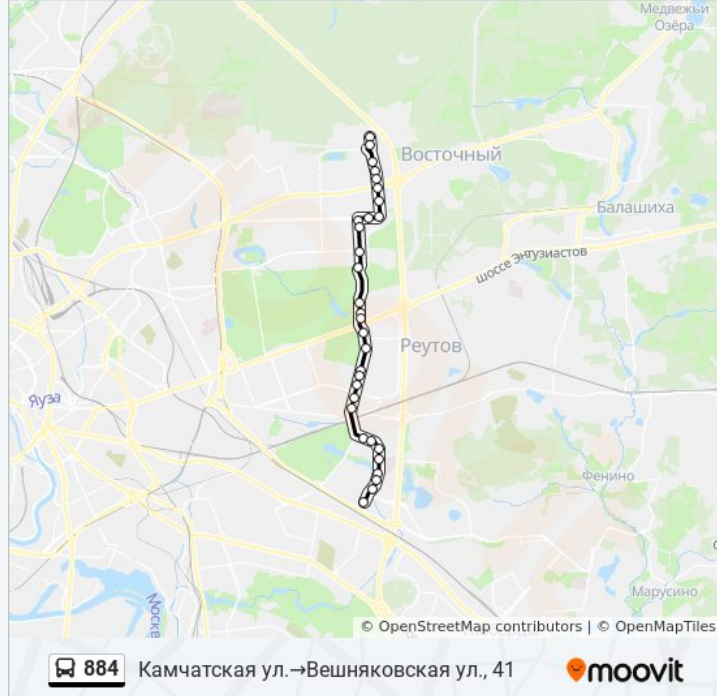 Медвежьи
Озёра
Восточный
Балашиха
шоссе Энтузиастов
Реутов
Яуза
Фенино
Марусино
© OpenStreetMap contributors | © OpenMapTiles
884 Камчатская ул.→Вешняковская ул., 41 moovit